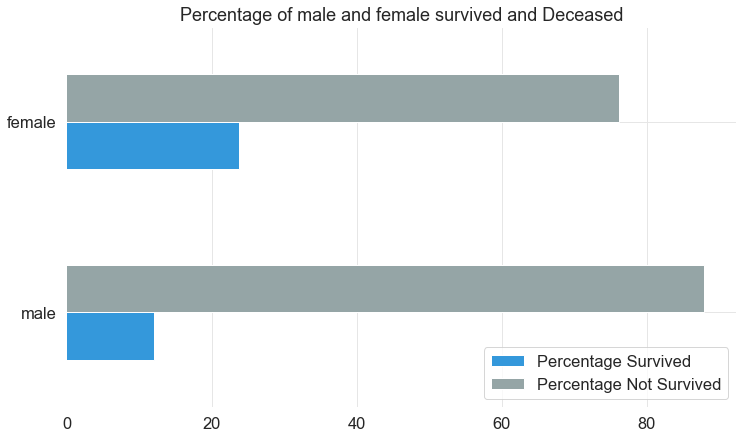 Percentage of male and female survived and Deceased
female
male
Percentage Survived
Percentage Not Survived
0 20 40 60 80